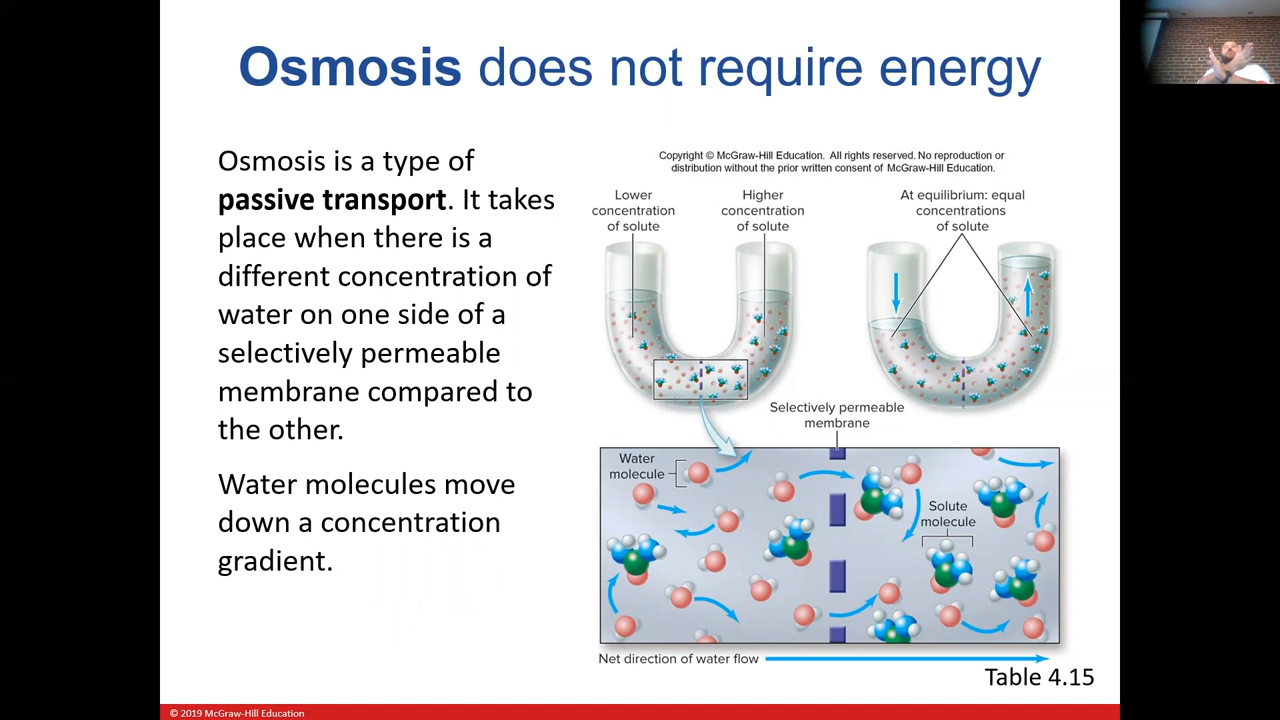 Osmosis does not require energy
Osmosis is a type of
passive transport. It takes
place when there is a
different concentration of
water on one side of a
selectively permeable
membrane compared to
the other.
Water molecules move
down a concentration
gradient.
Copyright © McGraw-Hill Education. All rights reserved. No reproduction or
distribution without the prior written consent of McGraw-Hill Education.
Lower
concentration
of solute
Higher
concentration
of solute
At equilibrium: equal
concentrations
of solute
Selectively permeable
membrane
Water
molecule
Solute
molecule
Net direction of water flow
Table 4.15
© 2019 McGraw-Hill Education